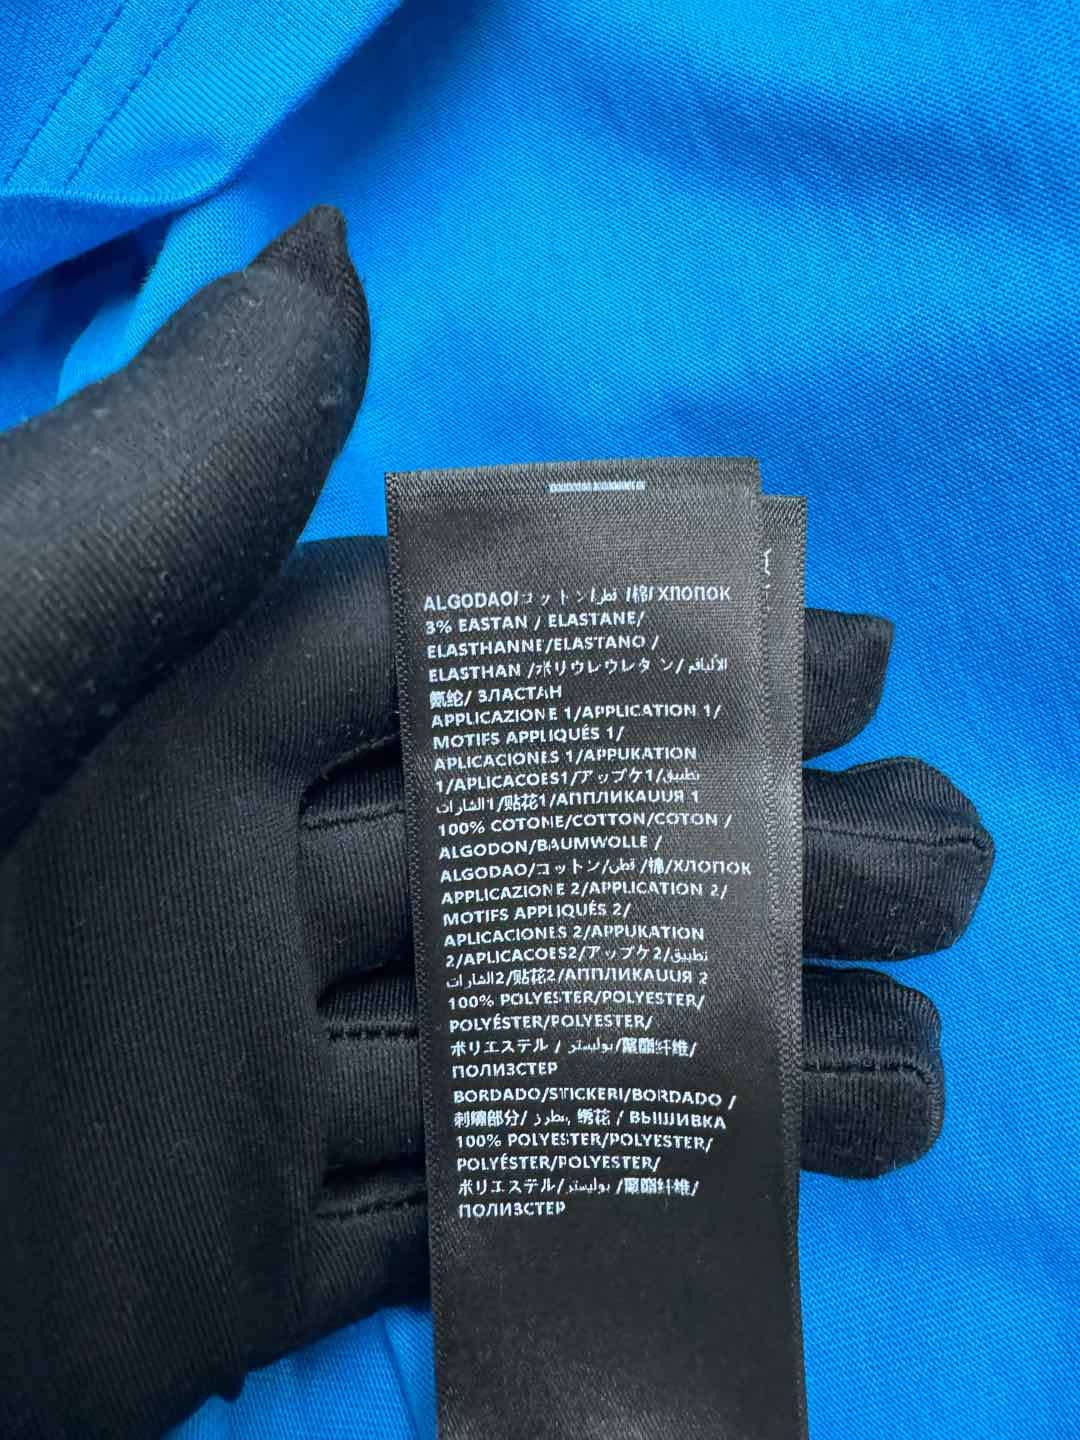 ALGODAO/コットン/قطن /棉/ХЛОПОК
3% EASTAN / ELASTANE/
ELASTHANNE/ELASTANO /
ELASTHAN /ポリウレウレタン/الألياف
氨纶/ ЗЛАСТАН
APPLICAZIONE 1/APPLICATION 1/
MOTIFS APPLIQUÉS 1/
APLICACIONES 1/APPUKATION
1/APLICACOES1/アップケ1/تطبيق
الشارات1/贴花1/АППЛИКАUUЯ 1
100% COTONE/COTTON/COTON /
ALGODON/BAUMWOLLE /
ALGODAO/コットン/قطن /棉/ХЛОПОК
APPLICAZIONE 2/APPLICATION 2/
MOTIFS APPLIQUÉS 2/
APLICACIONES 2/APPUKATION
2/APLICACOES2/アップケ2/تطبيق
الشارات2/贴花2/АППЛИКАUUЯ 2
100% POLYESTER/POLYESTER/
POLYÉSTER/POLYESTER/
ポリエステル / بوليستر/聚酯纤维/
ПОЛИЗСТЕР
BORDADO/STICKERI/BORDADO /
刺繍部分/ مطرز, 绣花 / ВЫШИВКА
100% POLYESTER/POLYESTER/
POLYÉSTER/POLYESTER/
ポリエステル/بوليستر /聚酯纤维/
ПОЛИЗСТЕР